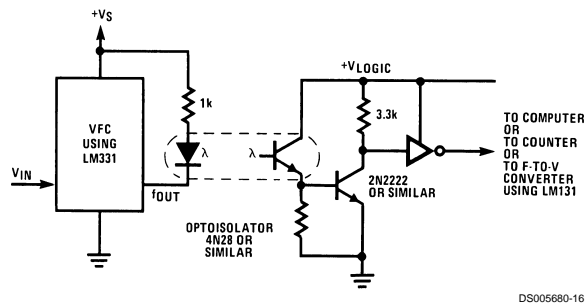 +VS
1k
VFC
USING
LM331
VIN
fOUT
λ
λ
+VLOGIC
3.3k
2N2222
OR SIMILAR
OPTOISOLATOR
4N28 OR
SIMILAR
TO COMPUTER
OR
TO COUNTER
OR
TO F-TO-V
CONVERTER
USING LM131
DS005680-16